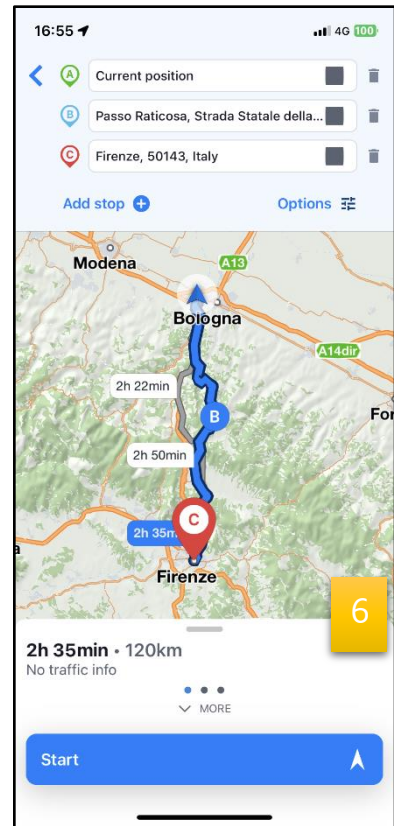 16:55
4G 100
A Current position
B Passo Raticosa, Strada Statale della...
C Firenze, 50143, Italy
Add stop
Options
Modena
A13
Bologna
A14dir
2h 22min
B
For
2h 50min
C
2h 35m
Firenze
6
2h 35min • 120km
No traffic info
MORE
Start